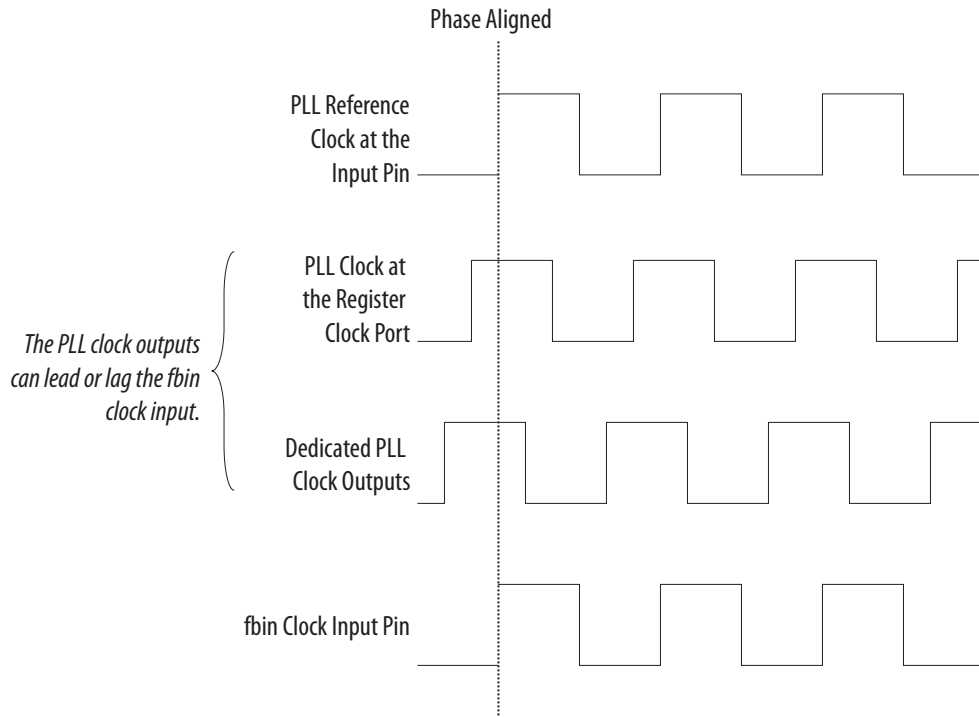 Phase Aligned
PLL Reference
Clock at the
Input Pin
PLL Clock at
the Register
Clock Port
The PLL clock outputs
can lead or lag the fbin
clock input.
Dedicated PLL
Clock Outputs
fbin Clock Input Pin